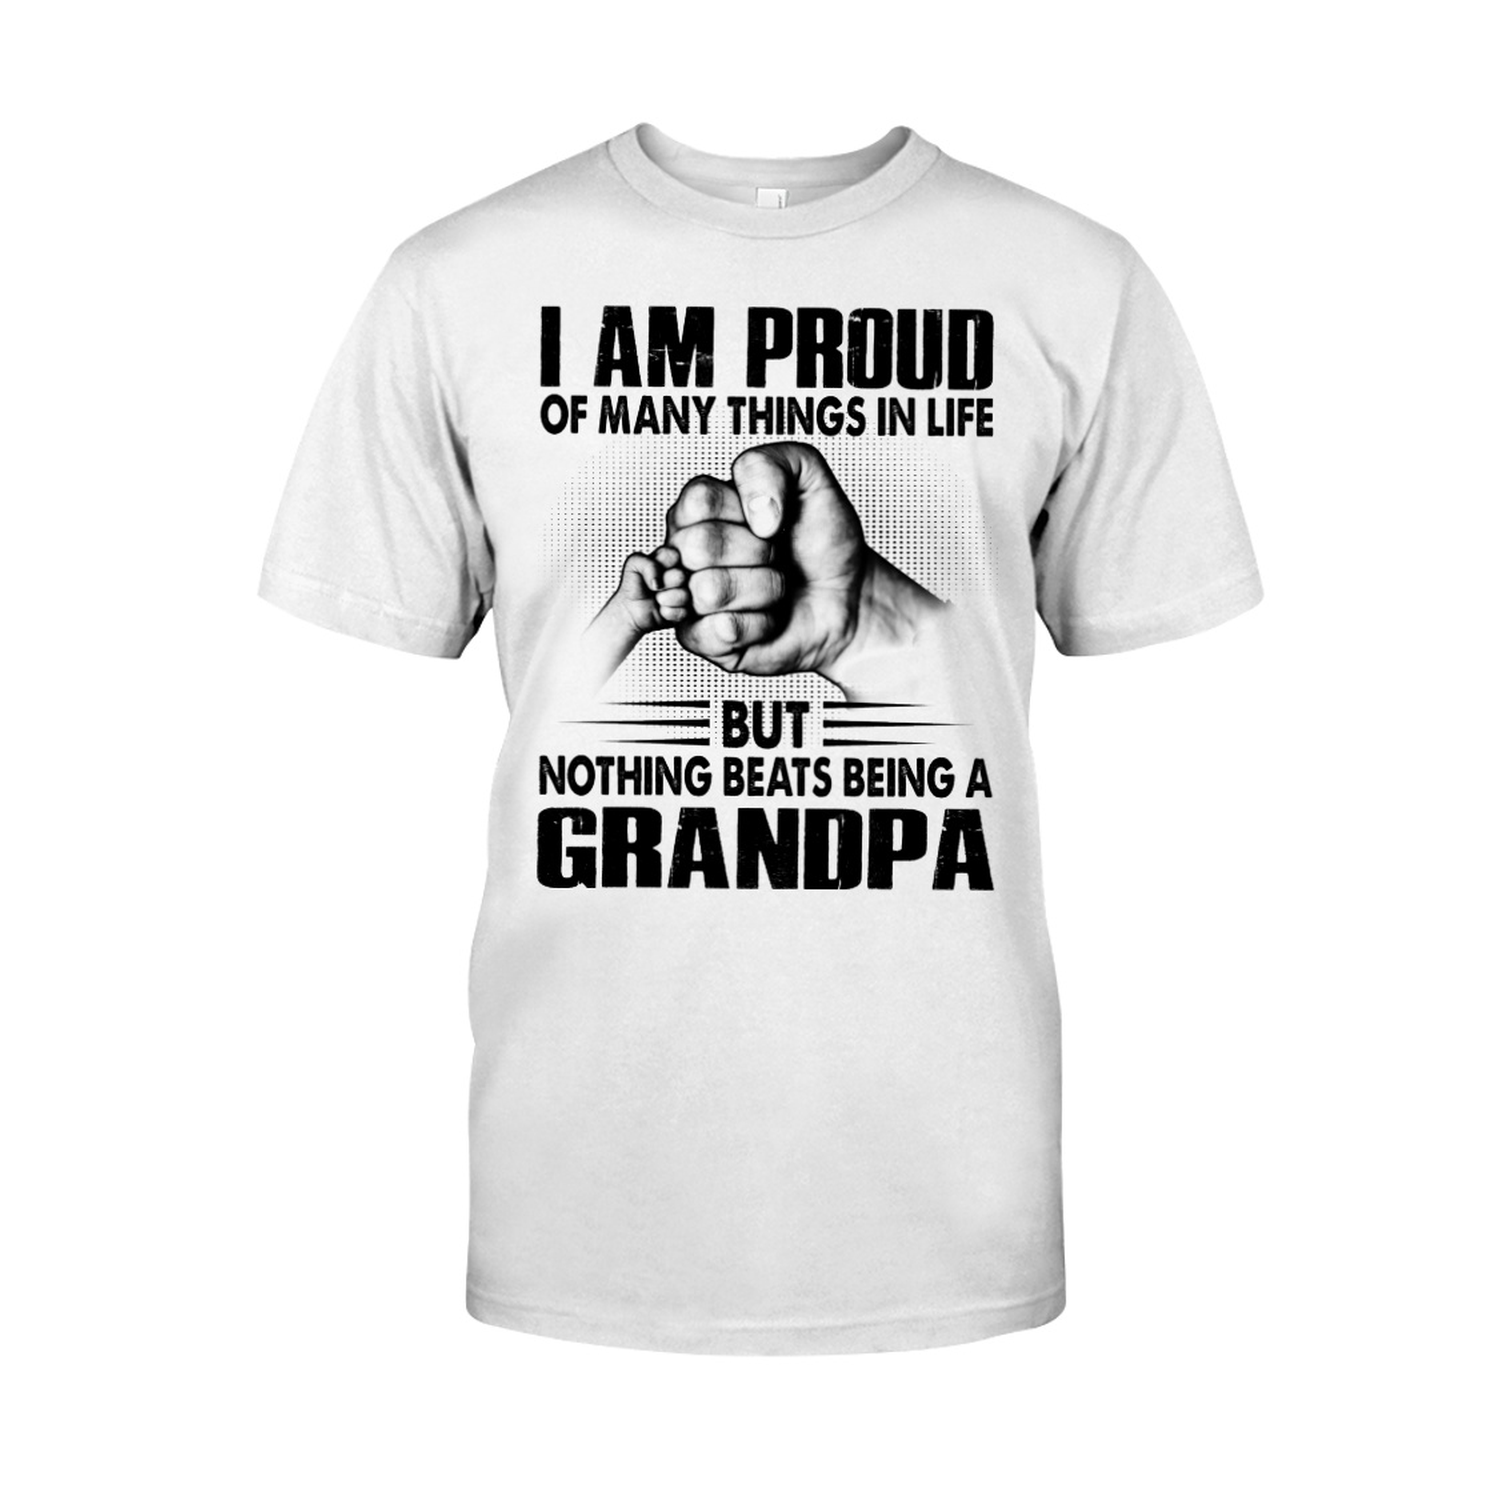 I AM PROUD
OF MANY THINGS IN LIFE
BUT
NOTHING BEATS BEING A
GRANDPA